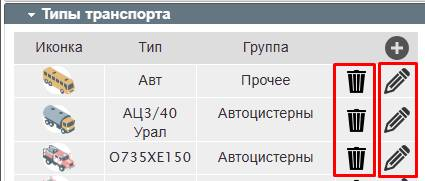 Типы транспорта
Иконка Тип Группа
Авт Прочее
АЦ3/40 Автоцистерны
Урал
О735ХЕ150 Автоцистерны